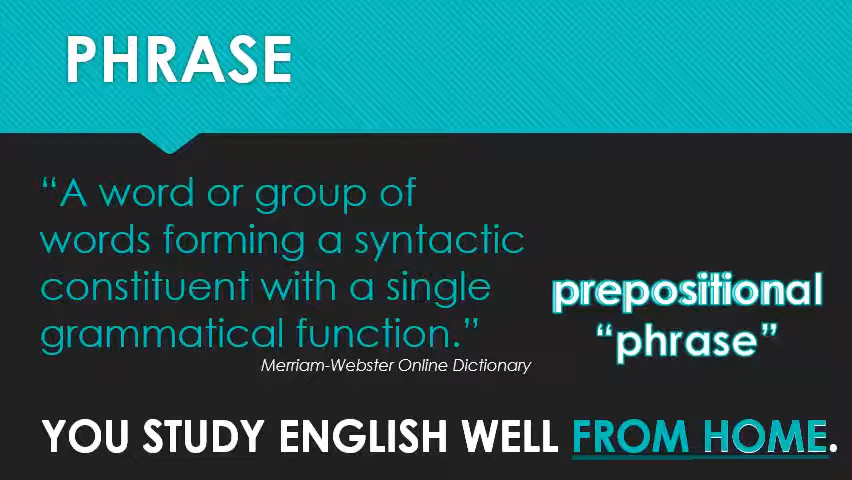 PHRASE
“A word or group of
words forming a syntactic
constituent with a single
grammatical function.”
Merriam-Webster Online Dictionary
prepositional
“phrase”
YOU STUDY ENGLISH WELL FROM HOME.